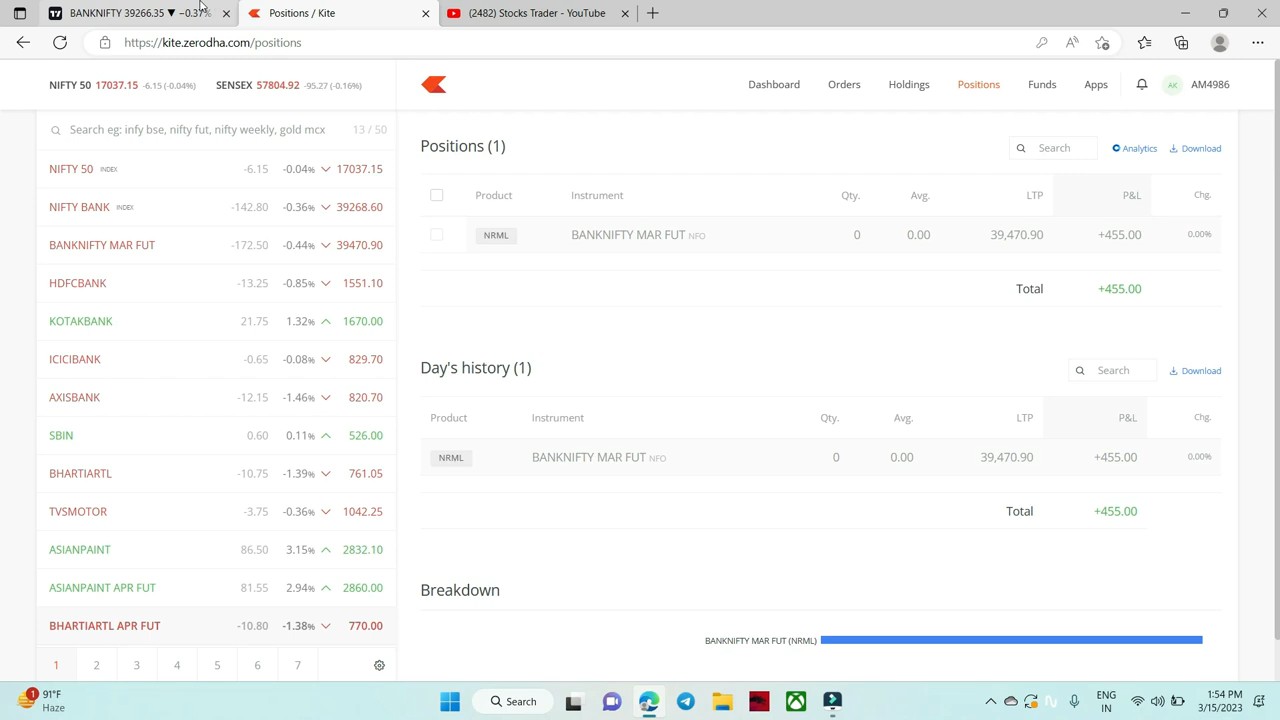 BANKNIFTY 39266.35 ▼ −0.37%
Positions / Kite
(2482) Stocks Trader - YouTube
https://kite.zerodha.com/positions
NIFTY 50 17037.15 -6.15 (-0.04%) SENSEX 57804.92 -95.27 (-0.16%)
Dashboard Orders Holdings Positions Funds Apps AK AM4986
Search eg: infy bse, nifty fut, nifty weekly, gold mcx 13 / 50
NIFTY 50 INDEX -6.15 -0.04% 17037.15
NIFTY BANK INDEX -142.80 -0.36% 39268.60
BANKNIFTY MAR FUT -172.50 -0.44% 39470.90
HDFCBANK -13.25 -0.85% 1551.10
KOTAKBANK 21.75 1.32% 1670.00
ICICIBANK -0.65 -0.08% 829.70
AXISBANK -12.15 -1.46% 820.70
SBIN 0.60 0.11% 526.00
BHARTIARTL -10.75 -1.39% 761.05
TVSMOTOR -3.75 -0.36% 1042.25
ASIANPAINT 86.50 3.15% 2832.10
ASIANPAINT APR FUT 81.55 2.94% 2860.00
BHARTIARTL APR FUT -10.80 -1.38% 770.00
1 2 3 4 5 6 7
Positions (1) Search Analytics Download
Product Instrument Qty. Avg. LTP P&L Chg.
NRML BANKNIFTY MAR FUT NFO 0 0.00 39,470.90 +455.00 0.00%
Total +455.00
Day's history (1) Search Download
Product Instrument Qty. Avg. LTP P&L Chg.
NRML BANKNIFTY MAR FUT NFO 0 0.00 39,470.90 +455.00 0.00%
Total +455.00
Breakdown
BANKNIFTY MAR FUT (NRML)
1 91°F
Haze
Search
ENG
IN
1:54 PM
3/15/2023